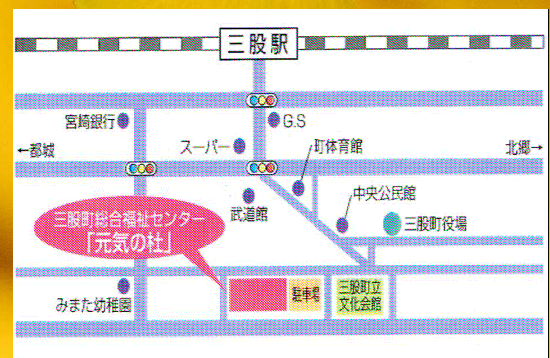 三股駅
宮崎銀行
G.S
←都城
スーパー
町体育館
北郷→
武道館
中央公民館
三股町役場
三股町総合福祉センター
「元気の杜」
みまた幼稚園
駐車場
三股町立
文化会館